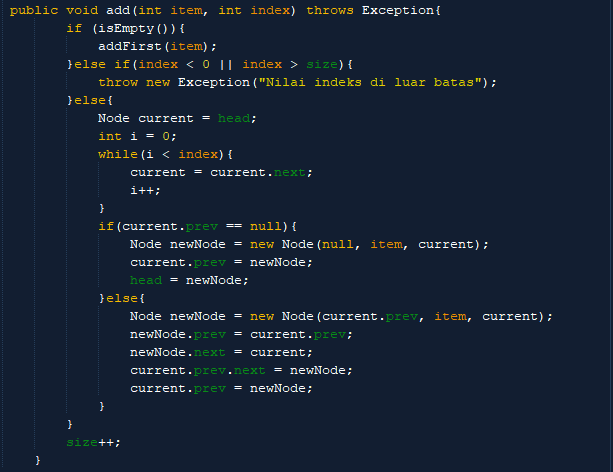 public void add(int item, int index) throws Exception{
if (isEmpty()){
addFirst(item);
}else if(index < 0 || index > size){
throw new Exception("Nilai indeks di luar batas");
}else{
Node current = head;
int i = 0;
while(i < index){
current = current.next;
i++;
}
if(current.prev == null){
Node newNode = new Node(null, item, current);
current.prev = newNode;
head = newNode;
}else{
Node newNode = new Node(current.prev, item, current);
newNode.prev = current.prev;
newNode.next = current;
current.prev.next = newNode;
current.prev = newNode;
}
}
size++;
}